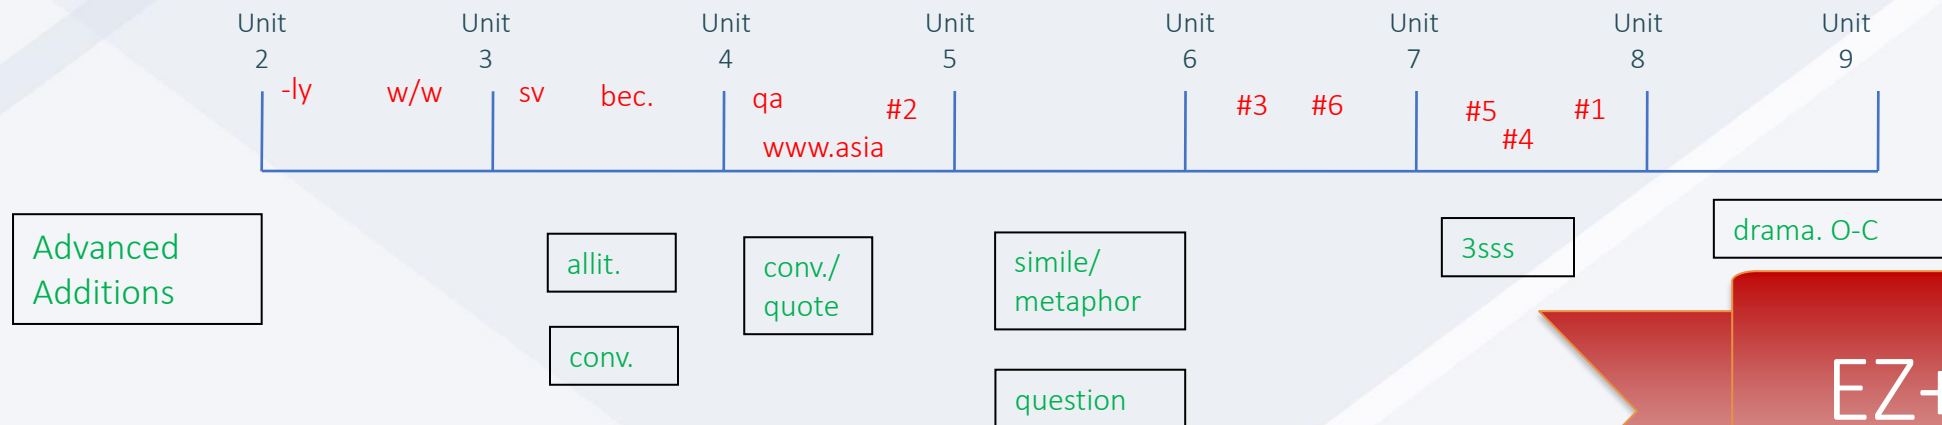 Unit 2
Unit 3
Unit 4
Unit 5
Unit 6
Unit 7
Unit 8
Unit 9
-ly
w/w
sv
bec.
qa
#2
www.asia
#3
#6
#5
#4
#1
Advanced
Additions
allit.
conv.
conv./
quote
simile/
metaphor
question
3sss
drama. O-C
EZ+